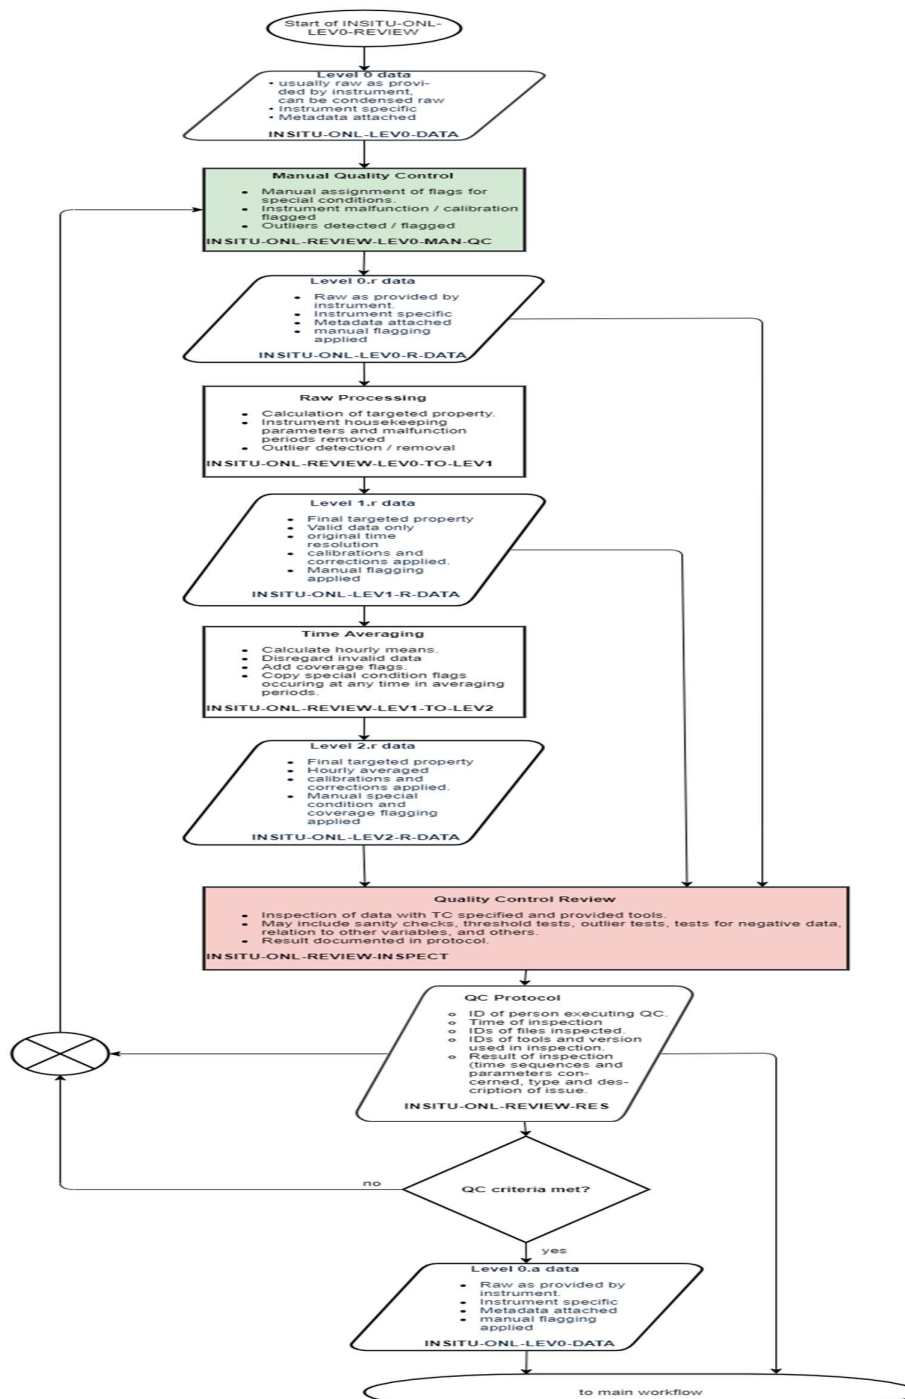 Start of INSITU-ONL-
LEV0-REVIEW
Level 0 data
• usually raw as provi-
ded by instrument,
can be condensed raw
• Instrument specific
• Metadata attached
INSITU-ONL-LEV0-DATA
Manual Quality Control
• Manual assignment of flags for
special conditions.
• Instrument malfunction / calibration
flagged
• Outliers detected / flagged
INSITU-ONL-REVIEW-LEV0-MAN-QC
Level 0.r data
• Raw as provided by
instrument.
• Instrument specific
• Metadata attached
• manual flagging
applied
INSITU-ONL-LEV0-R-DATA
Raw Processing
• Calculation of targeted property.
• Instrument housekeeping
parameters and malfunction
periods removed
• Outlier detection / removal
INSITU-ONL-REVIEW-LEV0-TO-LEV1
Level 1.r data
• Final targeted property
• Valid data only
• original time
resolution
• calibrations and
corrections applied.
• Manual flagging
applied
INSITU-ONL-LEV1-R-DATA
Time Averaging
• Calculate hourly means.
• Disregard invalid data
• Add coverage flags.
• Copy special condition flags
occuring at any time in averaging
periods.
INSITU-ONL-REVIEW-LEV1-TO-LEV2
Level 2.r data
• Final targeted property
• Hourly averaged
• calibrations and
corrections applied.
• Manual special
condition and
coverage flagging
applied
INSITU-ONL-LEV2-R-DATA
Quality Control Review
• Inspection of data with TC specified and provided tools.
• May include sanity checks, threshold tests, outlier tests, tests for negative data,
relation to other variables, and others.
• Result documented in protocol.
INSITU-ONL-REVIEW-INSPECT
QC Protocol
○ ID of person executing QC.
○ Time of inspection
○ IDs of files inspected.
○ IDs of tools and version
used in inspection.
○ Result of inspection
(time sequences and
parameters con-
cerned, type and des-
cription of issue.
INSITU-ONL-REVIEW-RES
no
QC criteria met?
yes
Level 0.a data
• Raw as provided by
instrument.
• Instrument specific
• Metadata attached
• manual flagging
applied
INSITU-ONL-LEV0-DATA
to main workflow